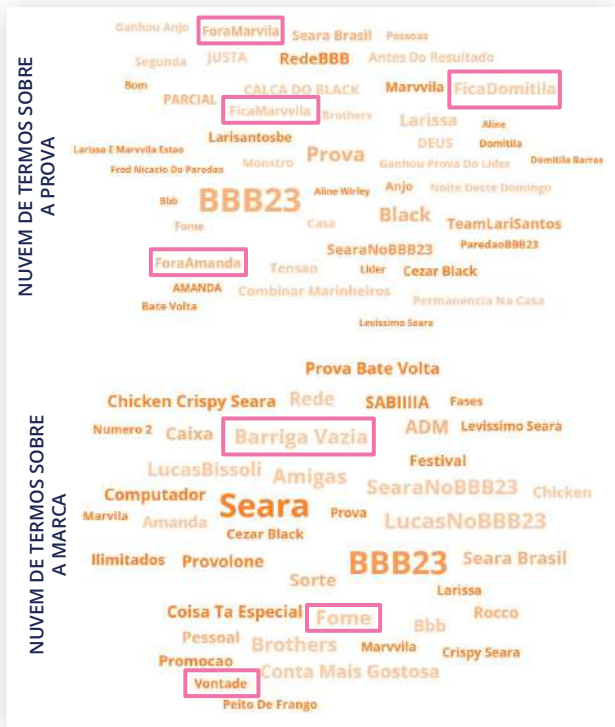 NUVEM DE TERMOS SOBRE
A PROVA
Ganhou Anjo ForaMarvila Seara Brasil Pessoas
Segunda JUSTA RedeBBB Antes Do Resultado
Bom CALCA DO BLACK Marvvila FicaDomitila
PARCIAL FicaMarvvila Brothers Larissa Aline
Larisantosbe DEUS Domitila
Larissa E Marvvila Estao Monstro Prova Ganhou Prova Do Lider Domitila Barros
Fred Nicacio Do Paredao
Bbb BBB23 Aline Wirley Anjo Noite Deste Domingo
Fome Casa Black TeamLariSantos
SearaNoBBB23 ParedaoBBB23
ForaAmanda Tensao Lider Cezar Black
AMANDA Combinar Marinheiros Permanencia Na Casa
Bate Volta
Levissimo Seara
NUVEM DE TERMOS SOBRE
A MARCA
Prova Bate Volta
Chicken Crispy Seara Rede SABIIIIA Fases
Numero 2 Caixa Barriga Vazia ADM Levissimo Seara
Festival
LucasBissoli Amigas SearaNoBBB23 Chicken
Computador Seara
Marvila Amanda Prova LucasNoBBB23
Cezar Black
Ilimitados Provolone BBB23 Seara Brasil
Sorte Larissa
Coisa Ta Especial Fome Bbb Rocco
Pessoal Brothers Marvvila Crispy Seara
Promocao Conta Mais Gostosa
Vontade
Peito De Frango